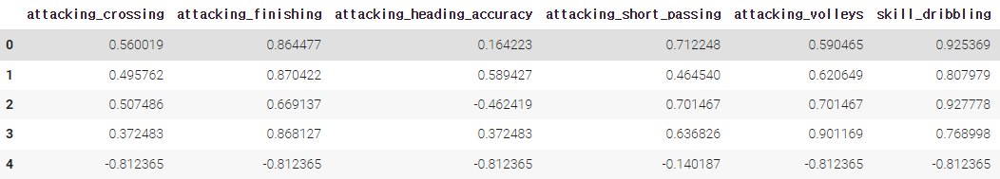 attacking_crossing attacking_finishing attacking_heading_accuracy attacking_short_passing attacking_volleys skill_dribbling
0 0.560019 0.864477 0.164223 0.712248 0.590465 0.925369
1 0.495762 0.870422 0.589427 0.464540 0.620649 0.807979
2 0.507486 0.669137 -0.462419 0.701467 0.701467 0.927778
3 0.372483 0.868127 0.372483 0.636826 0.901169 0.768998
4 -0.812365 -0.812365 -0.812365 -0.140187 -0.812365 -0.812365